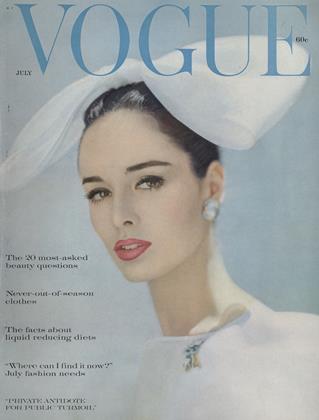 VOGUE
JULY
60c
The 20 most-asked
beauty questions
Never-out-of-season
clothes
The facts about
liquid reducing diets
"Where can I find it now?"
July fashion needs
"PRIVATE ANTIDOTE
FOR PUBLIC TURMOIL"